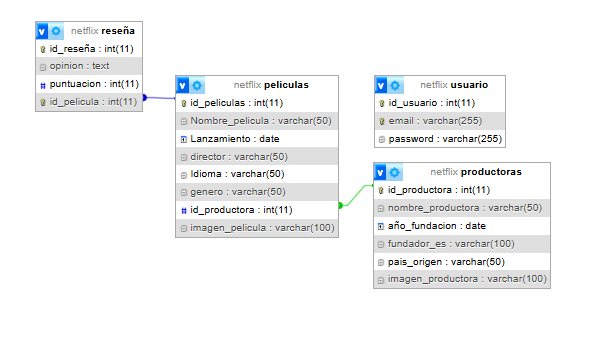 netflix reseña
id_reseña : int(11)
opinion : text
puntuacion : int(11)
id_pelicula : int(11)
netflix peliculas
id_peliculas : int(11)
Nombre_pelicula : varchar(50)
Lanzamiento : date
director : varchar(50)
Idioma : varchar(50)
genero : varchar(50)
id_productora : int(11)
imagen_pelicula : varchar(100)
netflix usuario
id_usuario : int(11)
email : varchar(255)
password : varchar(255)
netflix productoras
id_productora : int(11)
nombre_productora : varchar(50)
año_fundacion : date
fundador_es : varchar(100)
pais_origen : varchar(50)
imagen_productora : varchar(100)